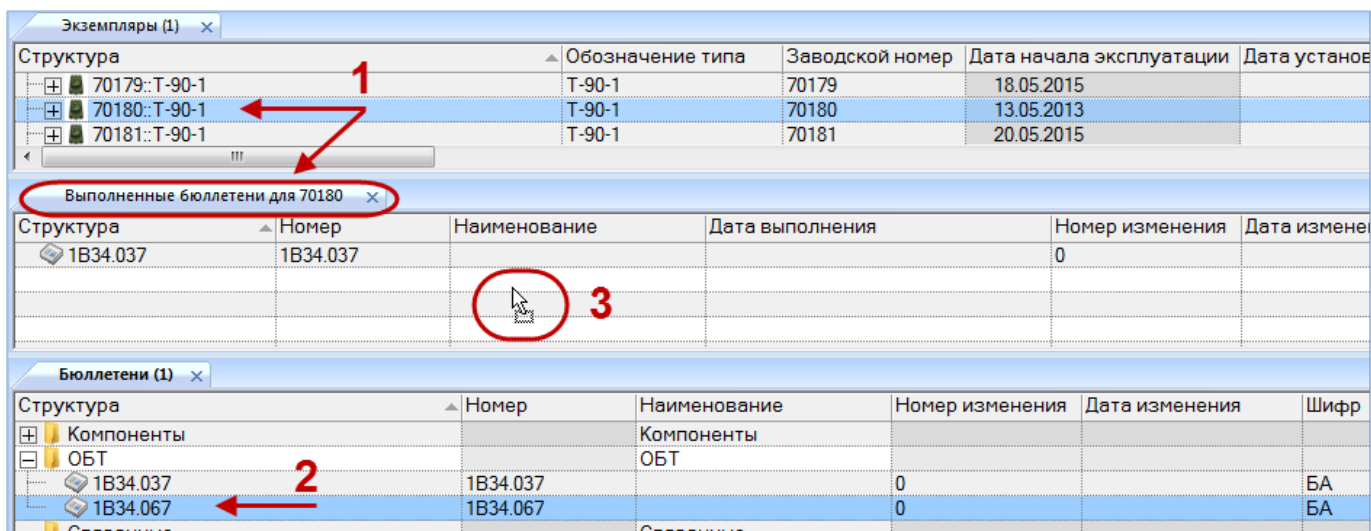 Экземпляры (1)
Структура Обозначение типа Заводской номер Дата начала эксплуатации Дата установ
70179::Т-90-1 Т-90-1 70179 18.05.2015
1
70180::Т-90-1 Т-90-1 70180 13.05.2013
70181::Т-90-1 Т-90-1 70181 20.05.2015
Выполненные бюллетени для 70180
Структура Номер Наименование Дата выполнения Номер изменения Дата измене
1В34.037 1В34.037 0
3
Бюллетени (1)
Структура Номер Наименование Номер изменения Дата изменения Шифр
Компоненты Компоненты
ОБТ ОБТ
1В34.037 1В34.037 0 БА
2
1В34.067 1В34.067 0 БА